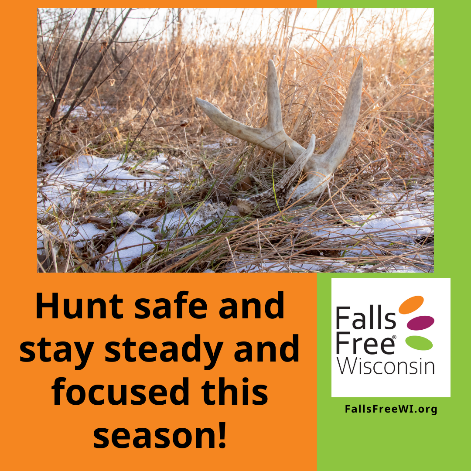 Hunt safe and
stay steady and
focused this
season!
Falls
Free®
Wisconsin
FallsFreeWI.org